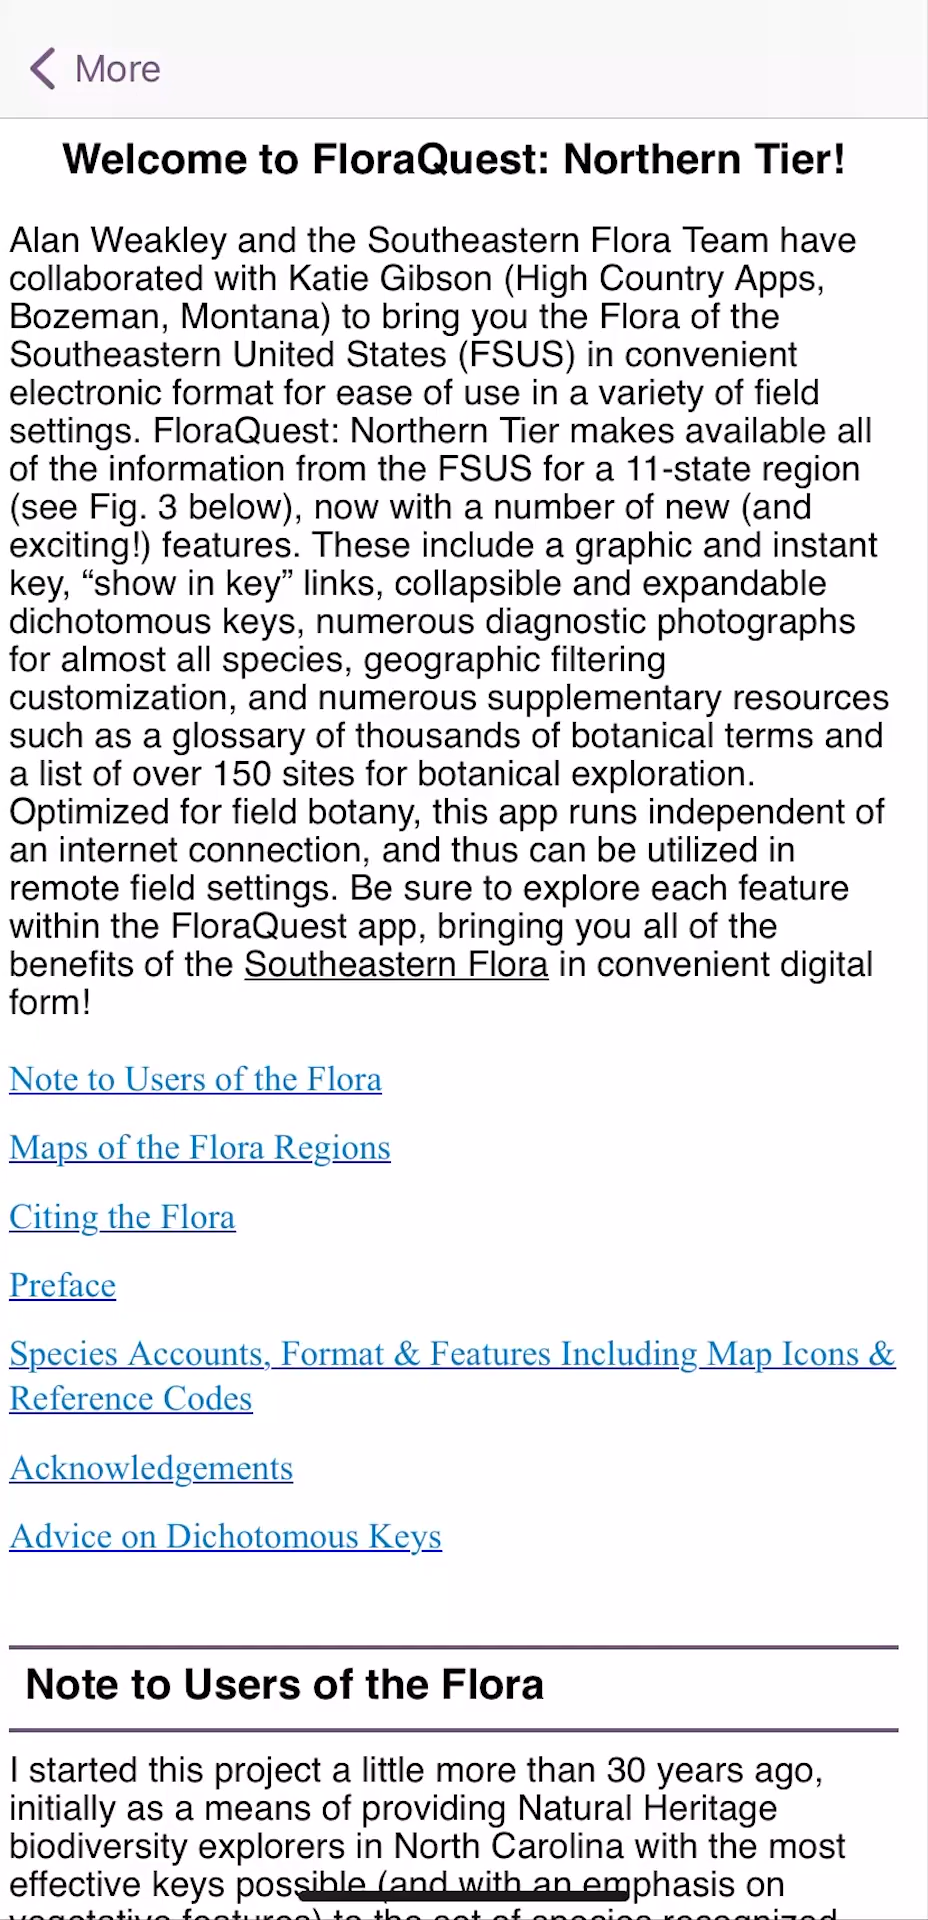 More
Welcome to FloraQuest: Northern Tier!
Alan Weakley and the Southeastern Flora Team have
collaborated with Katie Gibson (High Country Apps,
Bozeman, Montana) to bring you the Flora of the
Southeastern United States (FSUS) in convenient
electronic format for ease of use in a variety of field
settings. FloraQuest: Northern Tier makes available all
of the information from the FSUS for a 11-state region
(see Fig. 3 below), now with a number of new (and
exciting!) features. These include a graphic and instant
key, “show in key” links, collapsible and expandable
dichotomous keys, numerous diagnostic photographs
for almost all species, geographic filtering
customization, and numerous supplementary resources
such as a glossary of thousands of botanical terms and
a list of over 150 sites for botanical exploration.
Optimized for field botany, this app runs independent of
an internet connection, and thus can be utilized in
remote field settings. Be sure to explore each feature
within the FloraQuest app, bringing you all of the
benefits of the Southeastern Flora in convenient digital
form!
Note to Users of the Flora
Maps of the Flora Regions
Citing the Flora
Preface
Species Accounts, Format & Features Including Map Icons &
Reference Codes
Acknowledgements
Advice on Dichotomous Keys
Note to Users of the Flora
I started this project a little more than 30 years ago,
initially as a means of providing Natural Heritage
biodiversity explorers in North Carolina with the most
effective keys possible (and with an emphasis on
vegetative features) to the set of species recognized